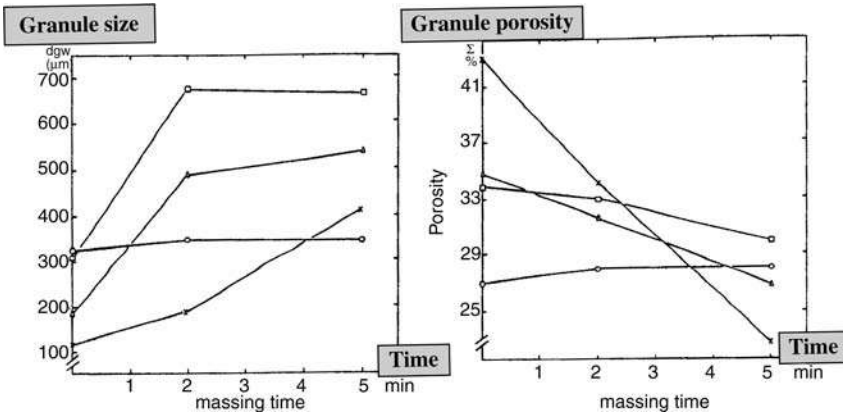 Granule size
dgw
(μm
700
600
500
400
300
200
100
1 2 3 4 5 min
massing time
Time
Granule porosity
Σ
%
41
37
33
29
25
Porosity
1 2 3 4 5 min
massing time
Time